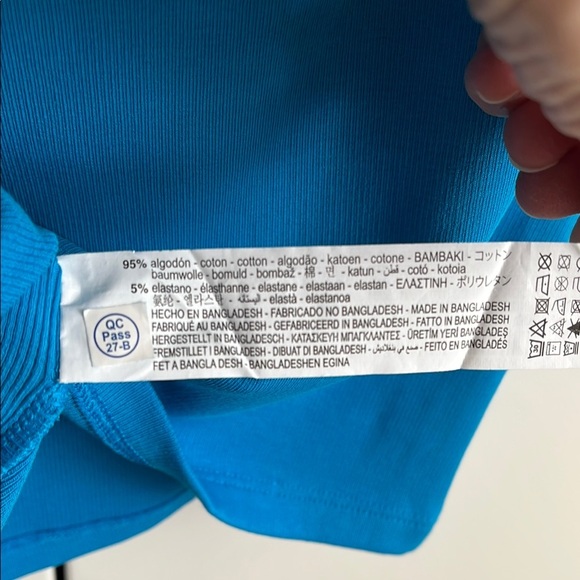 95% algodón - coton - cotton - algodão - katoen - cotone - BAMBAKI - コットン
baumwolle - bomuld - bombaž - 棉 - 면 - katun - قطن - cotó - kotoia
5% elastano - élasthanne - elastane - elastaan - elastan - ΕΛΑΣΤΙΝΗ - ポリウレタン
氨纶 - 엘라스탄 - الیستانه - elastà - elastanoa
HECHO EN BANGLADESH - FABRICADO NO BANGLADESH - MADE IN BANGLADESH
FABRIQUÉ AU BANGLADESH - GEFABRICEERD IN BANGLADESH - FATTO IN BANGLADESH
HERGESTELLT IN BANGLADESCH - ΚΑΤΑΣΚΕΥΗ ΜΠΑΓΚΛΑΝΤΕΣ - ÜRETİM YERİ BANGLADEŞ
FREMSTILLET I BANGLADESH - DIBUAT DI BANGLADESH - صنع في بنغلاديش - FEITO EN BANGLADÉS
FET A BANGLA DESH - BANGLADESHEN EGINA
QC
Pass
27-B